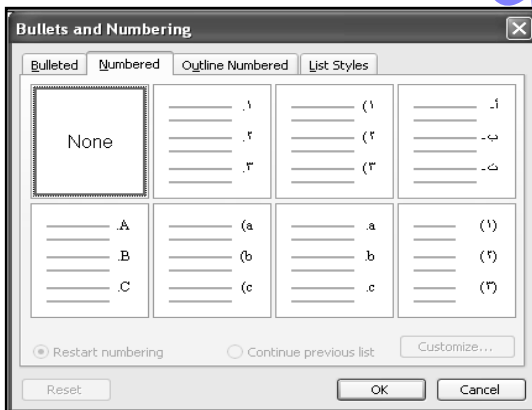 Bullets and Numbering
Bulleted Numbered Outline Numbered List Styles
None
١.
٢.
٣.
١)
٢)
٣)
أ-
ب-
ت-
A.
B.
C.
a)
b)
c)
a.
b.
c.
(١)
(٢)
(٣)
Restart numbering Continue previous list Customize...
Reset OK Cancel